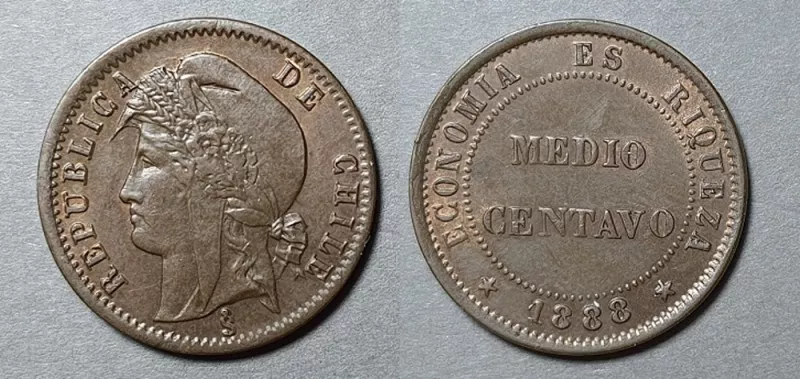 REPUBLICA DE CHILE
S
ECONOMIA ES RIQUEZA
MEDIO
CENTAVO
1888